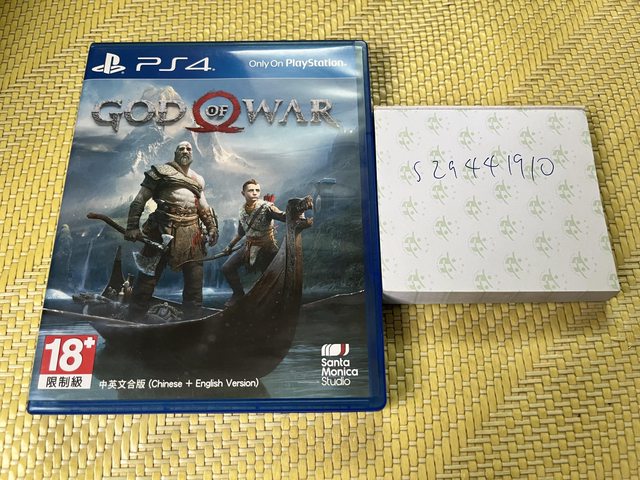 PS4
Only On PlayStation
GOD OF WAR
18+
限制級
中英文合版 (Chinese + English Version)
Santa
Monica
Studio
s29441910